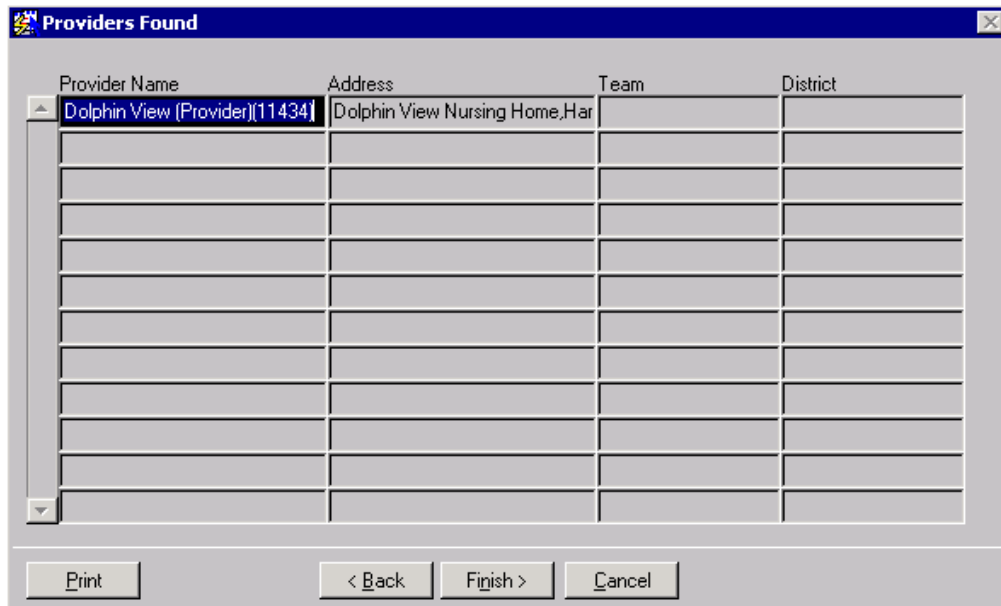 Providers Found
Provider Name Address Team District
Dolphin View (Provider)(11434) Dolphin View Nursing Home,Har
Print < Back Finish > Cancel